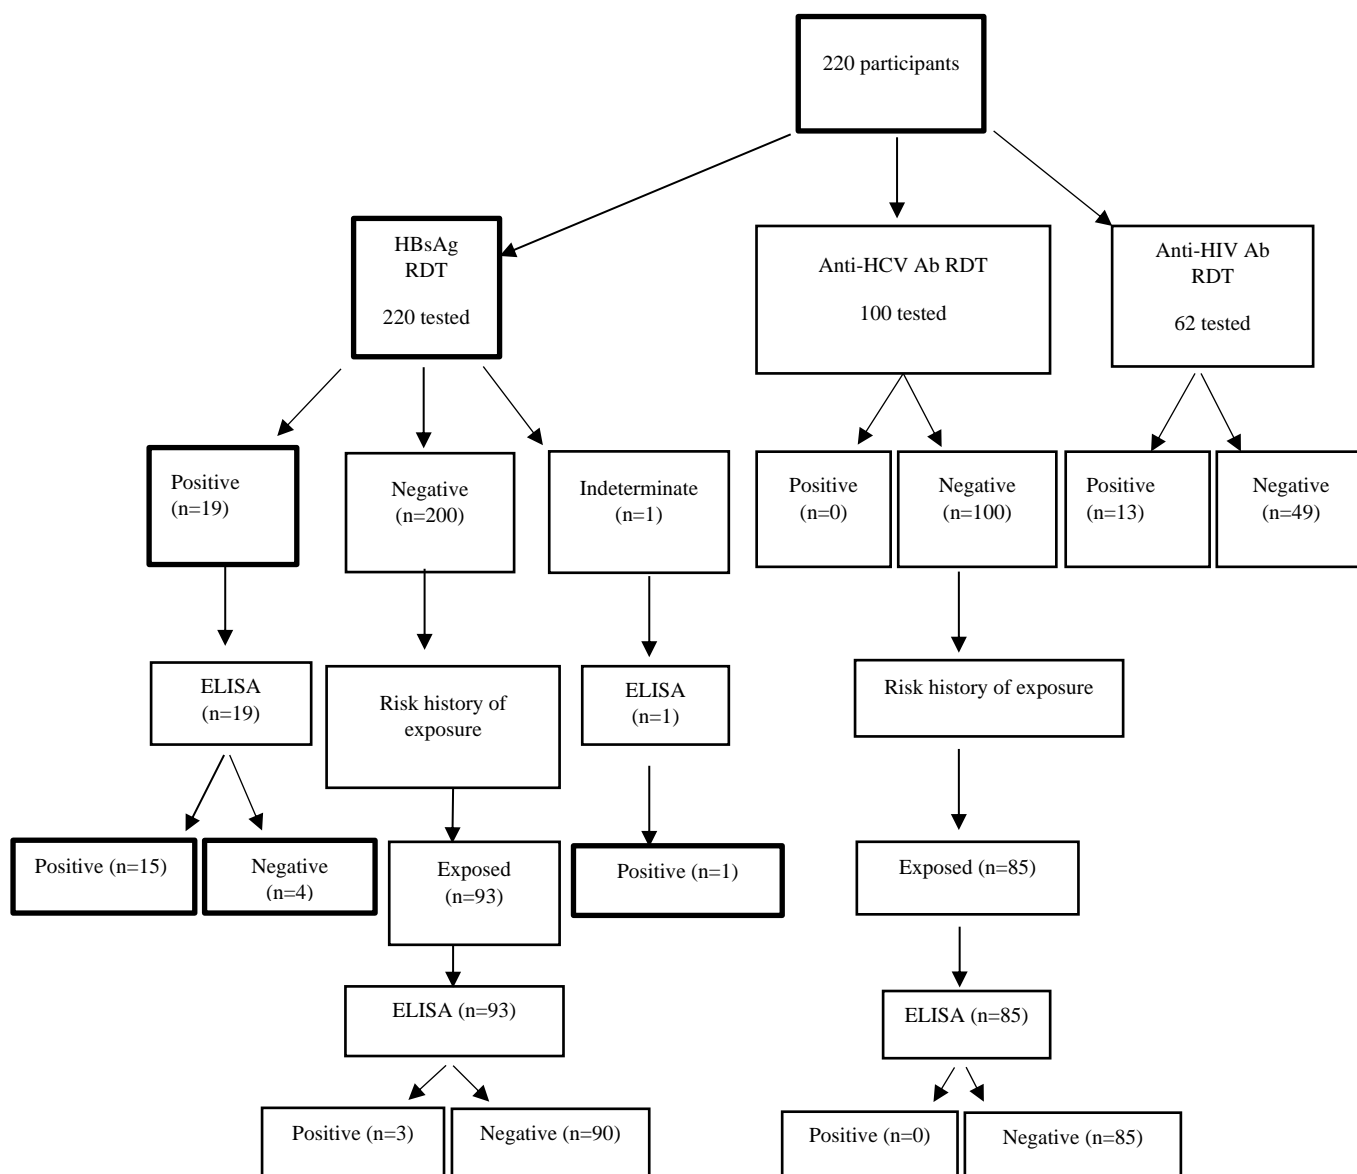 220 participants
HBsAg
RDT
220 tested
Anti-HCV Ab RDT
100 tested
Anti-HIV Ab
RDT
62 tested
Positive
(n=19)
Negative
(n=200)
Indeterminate
(n=1)
Positive
(n=0)
Negative
(n=100)
Positive
(n=13)
Negative
(n=49)
ELISA
(n=19)
Risk history of
exposure
ELISA
(n=1)
Risk history of exposure
Positive (n=15)
Negative
(n=4)
Exposed
(n=93)
Positive (n=1)
Exposed (n=85)
ELISA (n=93)
ELISA (n=85)
Positive (n=3)
Negative (n=90)
Positive (n=0)
Negative (n=85)